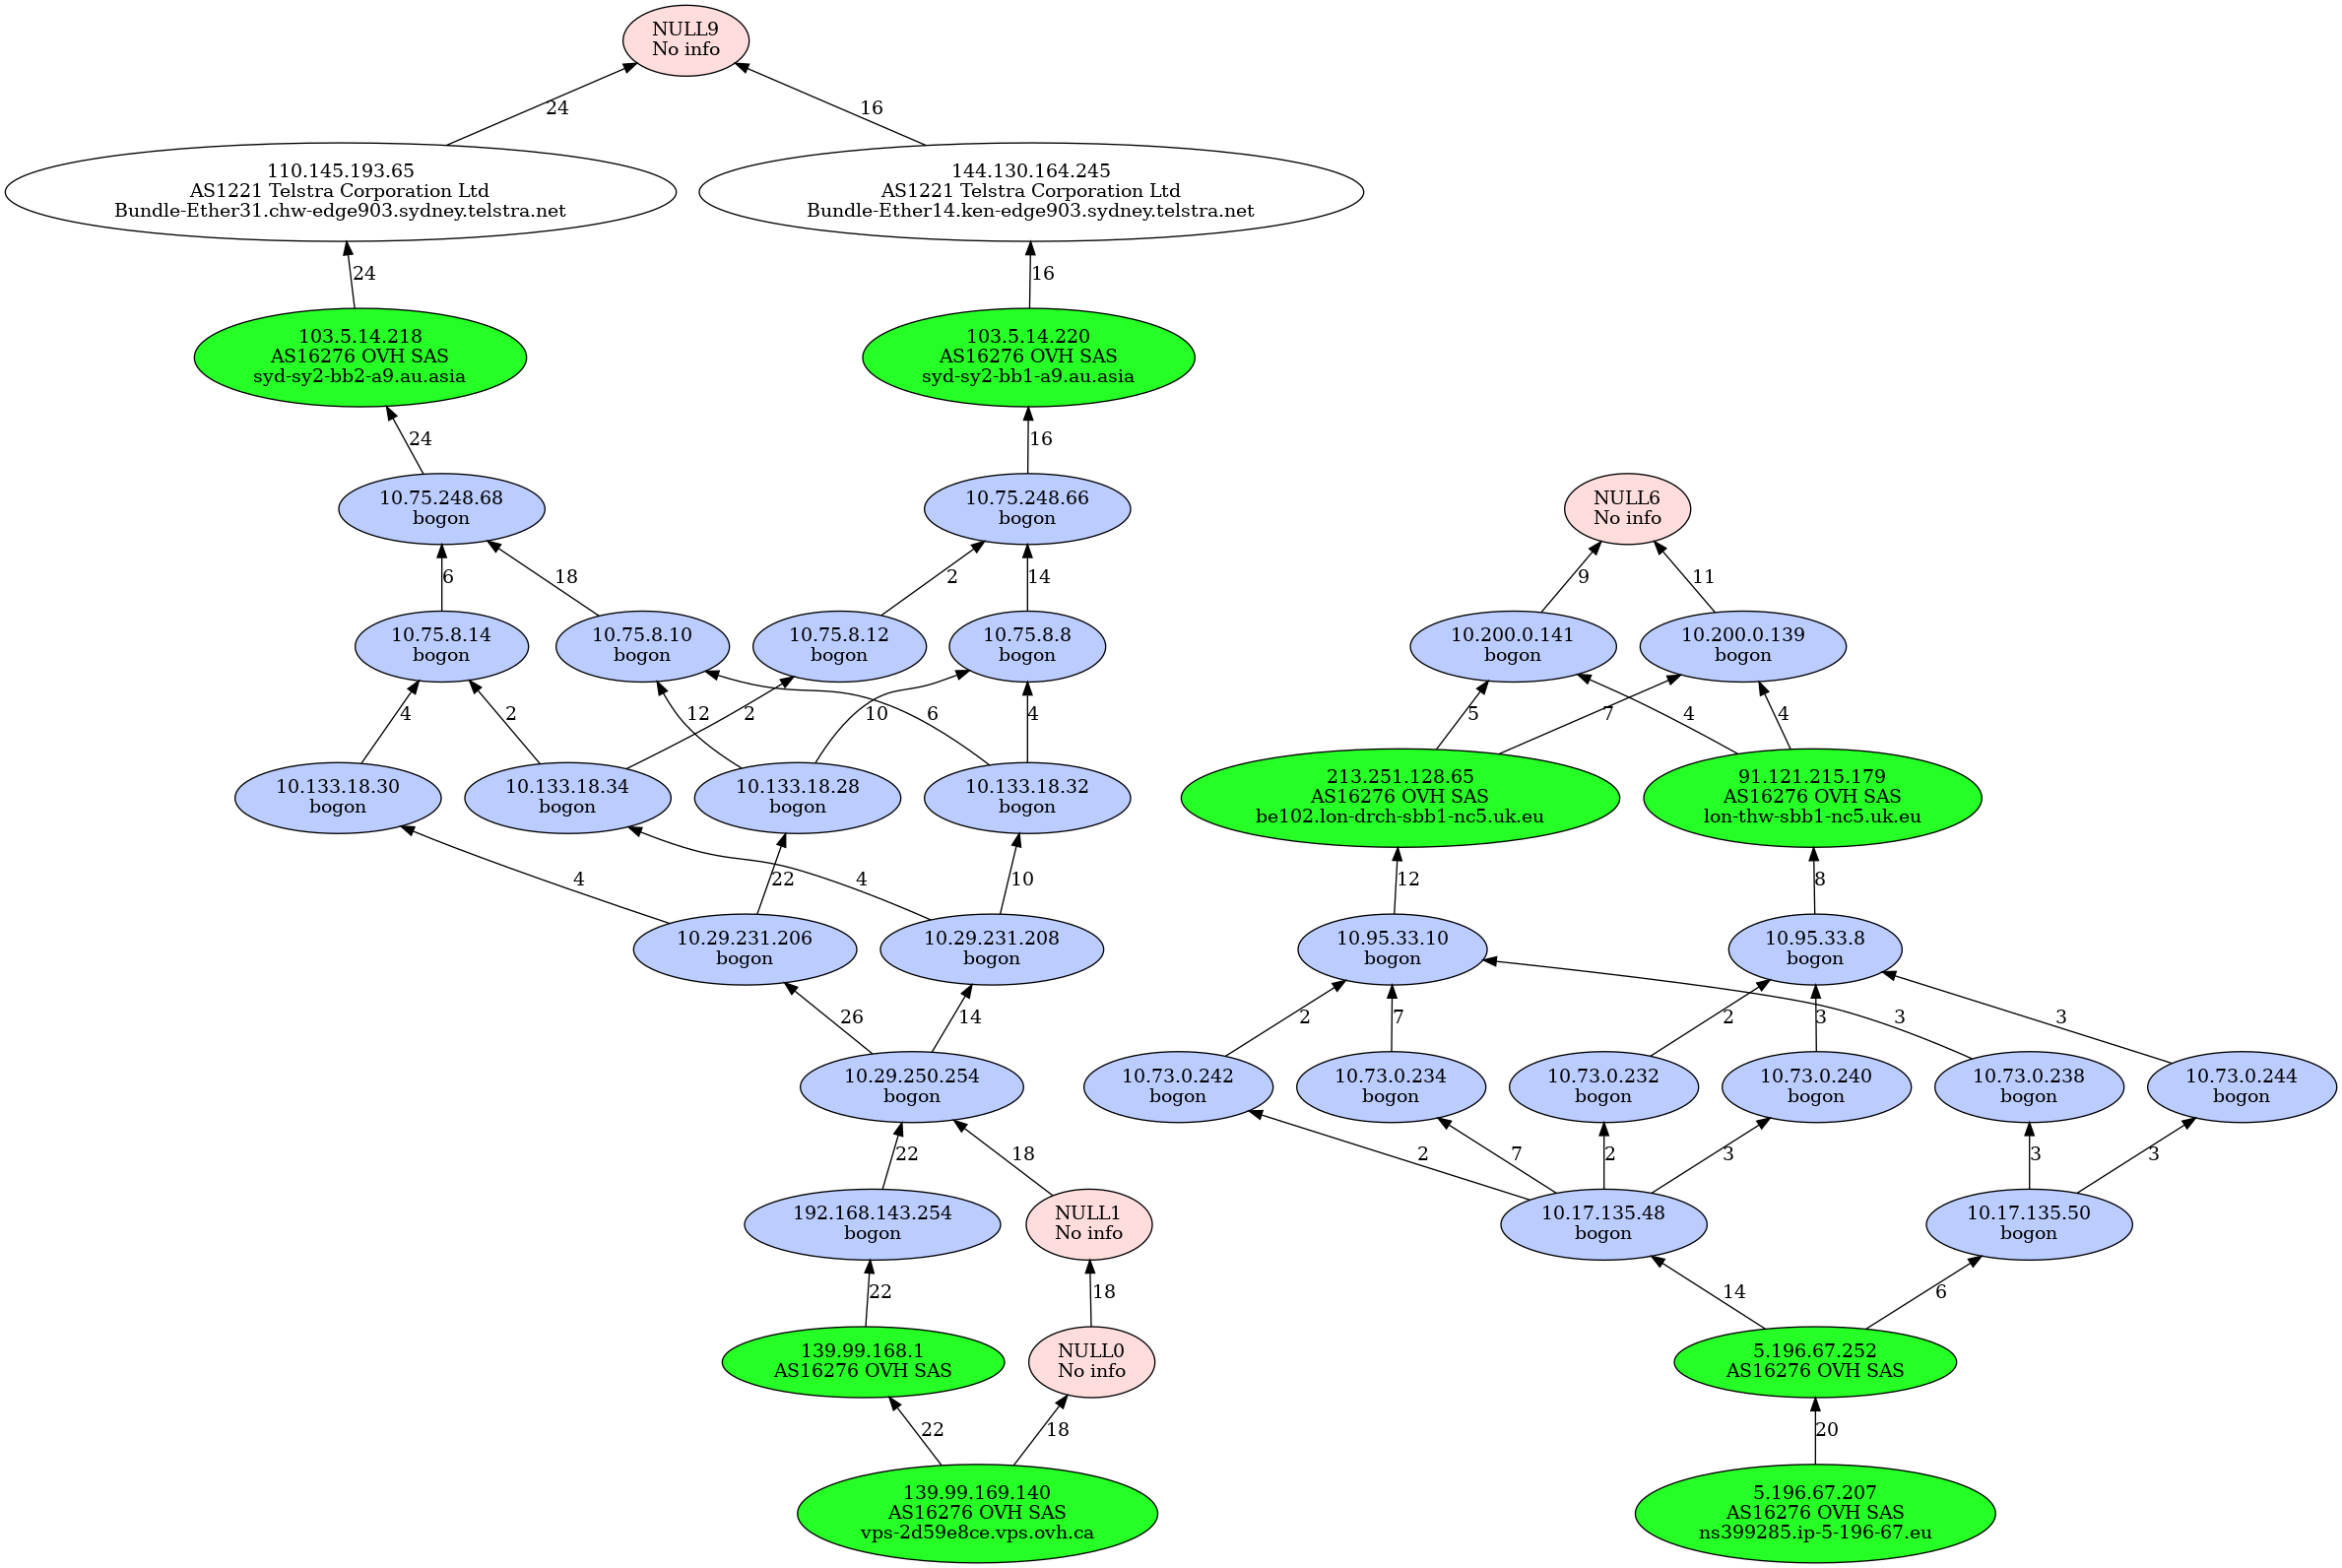 NULL9
No info
24
16
110.145.193.65
AS1221 Telstra Corporation Ltd
Bundle-Ether31.chw-edge903.sydney.telstra.net
144.130.164.245
AS1221 Telstra Corporation Ltd
Bundle-Ether14.ken-edge903.sydney.telstra.net
24
16
103.5.14.218
AS16276 OVH SAS
syd-sy2-bb2-a9.au.asia
103.5.14.220
AS16276 OVH SAS
syd-sy2-bb1-a9.au.asia
24
16
10.75.248.68
bogon
10.75.248.66
bogon
NULL6
No info
6
18
2
14
9
11
10.75.8.14
bogon
10.75.8.10
bogon
10.75.8.12
bogon
10.75.8.8
bogon
10.200.0.141
bogon
10.200.0.139
bogon
4
2
12
2
10
6
4
5
7
4
4
10.133.18.30
bogon
10.133.18.34
bogon
10.133.18.28
bogon
10.133.18.32
bogon
213.251.128.65
AS16276 OVH SAS
be102.lon-drch-sbb1-nc5.uk.eu
91.121.215.179
AS16276 OVH SAS
lon-thw-sbb1-nc5.uk.eu
4
22
4
10
12
8
10.29.231.206
bogon
10.29.231.208
bogon
10.95.33.10
bogon
10.95.33.8
bogon
26
14
2
7
2
3
3
3
10.29.250.254
bogon
10.73.0.242
bogon
10.73.0.234
bogon
10.73.0.232
bogon
10.73.0.240
bogon
10.73.0.238
bogon
10.73.0.244
bogon
22
18
2
7
2
3
3
3
192.168.143.254
bogon
NULL1
No info
10.17.135.48
bogon
10.17.135.50
bogon
22
18
14
6
139.99.168.1
AS16276 OVH SAS
NULL0
No info
5.196.67.252
AS16276 OVH SAS
22
18
20
139.99.169.140
AS16276 OVH SAS
vps-2d59e8ce.vps.ovh.ca
5.196.67.207
AS16276 OVH SAS
ns399285.ip-5-196-67.eu